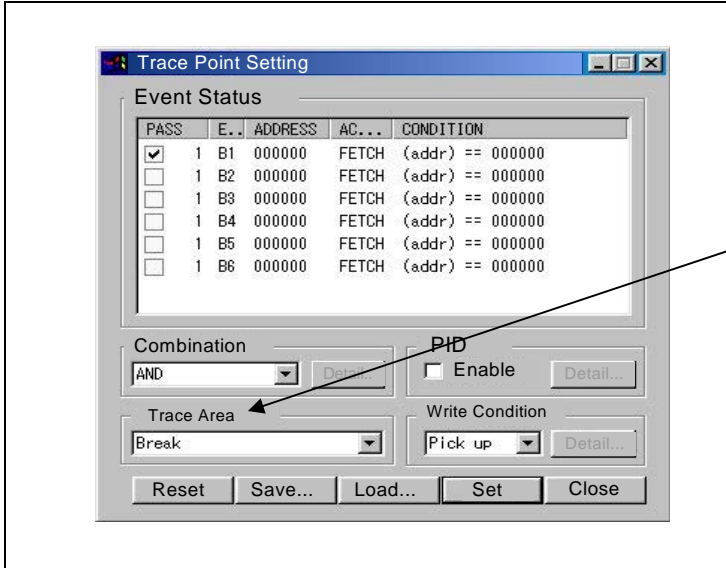 Trace Point Setting
Event Status
PASS E.. ADDRESS AC... CONDITION
1 B1 000000 FETCH (addr) == 000000
1 B2 000000 FETCH (addr) == 000000
1 B3 000000 FETCH (addr) == 000000
1 B4 000000 FETCH (addr) == 000000
1 B5 000000 FETCH (addr) == 000000
1 B6 000000 FETCH (addr) == 000000
Combination
AND Detail...
PID
Enable Detail...
Trace Area
Break
Write Condition
Pick up Detail...
Reset Save... Load... Set Close